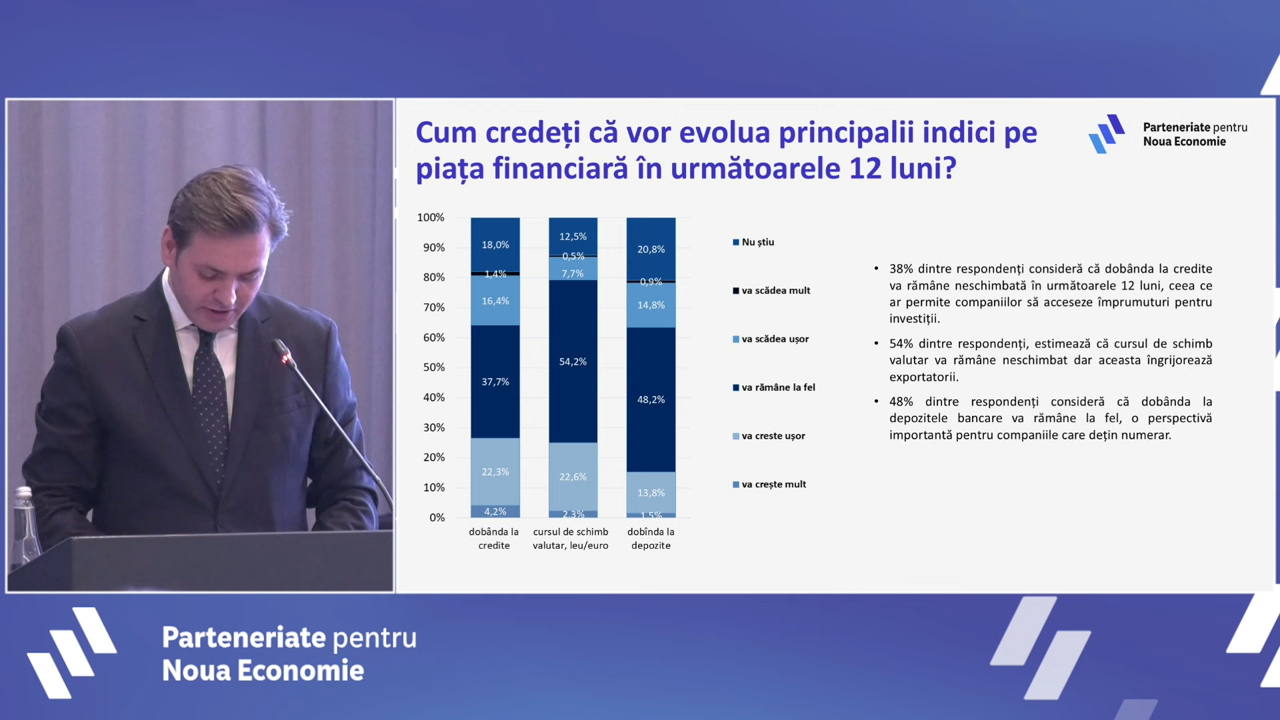 Cum credeți că vor evolua principalii indici pe
piața financiară în următoarele 12 luni?
Parteneriate pentru
Noua Economie
100%
90%
80%
70%
60%
50%
40%
30%
20%
10%
0%
18,0%
1,4%
16,4%
37,7%
22,3%
4,2%
12,5%
0,5%
7,7%
54,2%
22,6%
2,3%
20,8%
0,9%
14,8%
48,2%
13,8%
1,5%
dobânda la
credite
cursul de schimb
valutar, leu/euro
dobînda la
depozite
Nu știu
va scădea mult
va scădea ușor
va rămâne la fel
va creste ușor
va crește mult
• 38% dintre respondenți consideră că dobânda la credite
va rămâne neschimbată în următoarele 12 luni, ceea ce
ar permite companiilor să acceseze împrumuturi pentru
investiții.
• 54% dintre respondenți, estimează că cursul de schimb
valutar va rămâne neschimbat dar aceasta îngrijorează
exportatorii.
• 48% dintre respondenți consideră că dobânda la
depozitele bancare va rămâne la fel, o perspectivă
importantă pentru companiile care dețin numerar.
Parteneriate pentru
Noua Economie